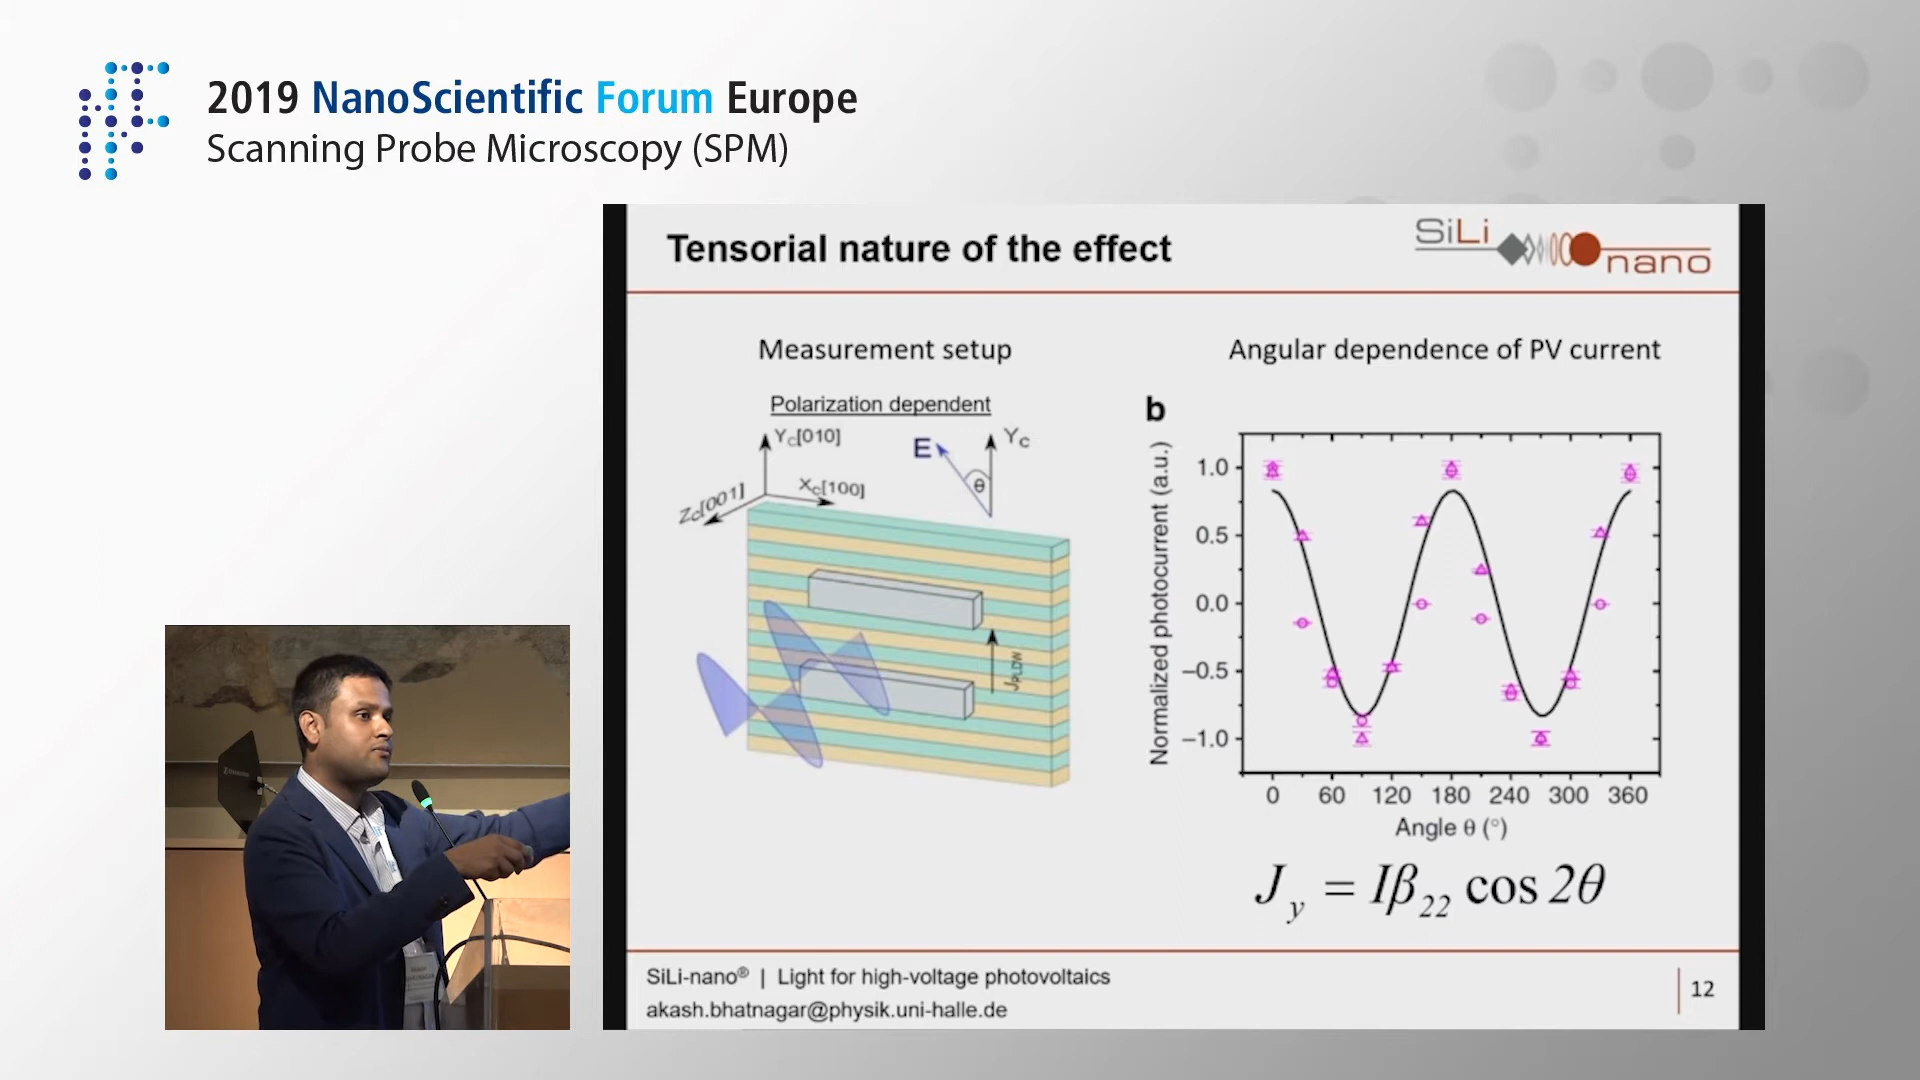 2019 NanoScientific Forum Europe
Scanning Probe Microscopy (SPM)
Tensorial nature of the effect
SiLi
nano
Measurement setup
Angular dependence of PV current
Polarization dependent
Yc[010]
Xc[100]
Zc[001]
E
Yc
θ
JPLDW
b
Normalized photocurrent (a.u.)
1.0
0.5
0.0
−0.5
−1.0
0 60 120 180 240 300 360
Angle θ (°)
J y = Iβ 22 cos 2θ
SiLi-nano® | Light for high-voltage photovoltaics
akash.bhatnagar@physik.uni-halle.de
12